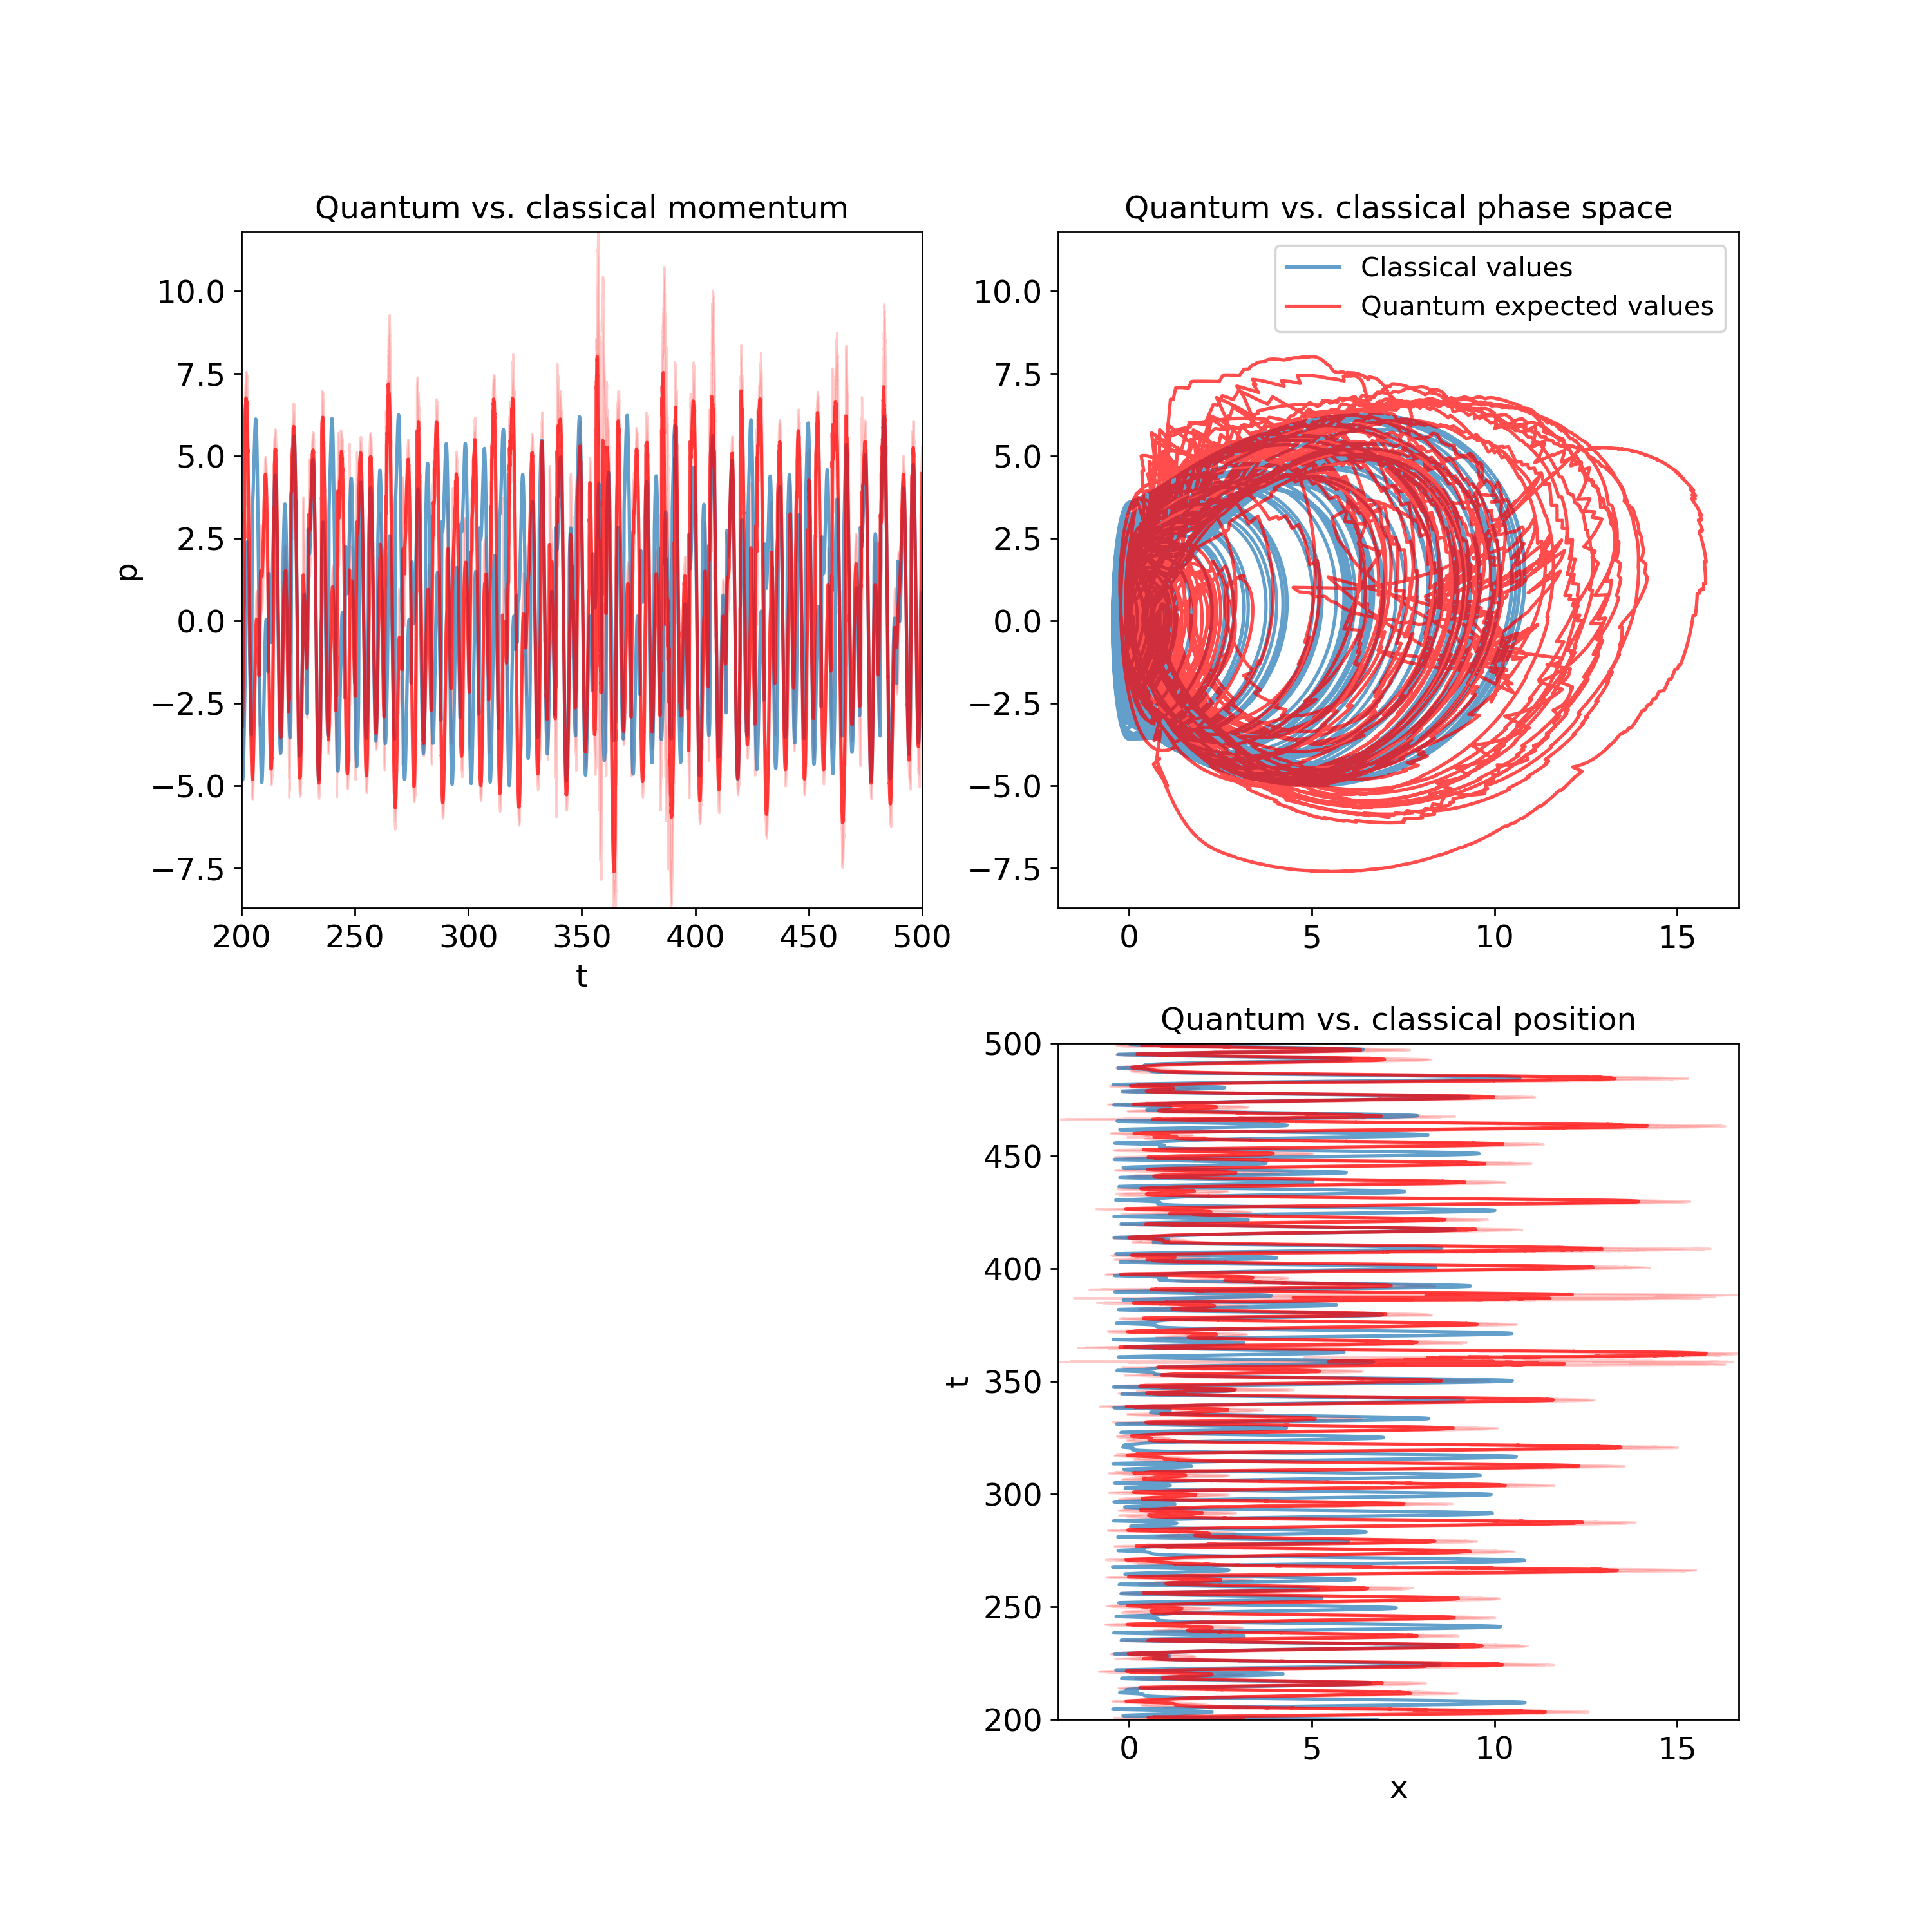 Quantum vs. classical momentum
10.0
7.5
5.0
2.5
0.0
−2.5
−5.0
−7.5
p
200 250 300 350 400 450 500
t
Quantum vs. classical phase space
Classical values
Quantum expected values
10.0
7.5
5.0
2.5
0.0
−2.5
−5.0
−7.5
0 5 10 15
Quantum vs. classical position
500
450
400
350
300
250
200
t
0 5 10 15
x